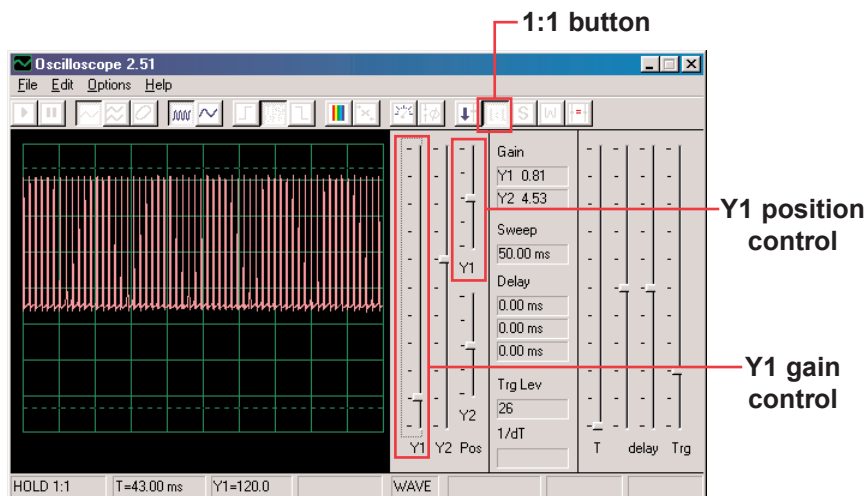 1:1 button
Oscilloscope 2.51
File Edit Options Help
Gain
Y1 0.81
Y2 4.53
Sweep
50.00 ms
Y1
Delay
0.00 ms
0.00 ms
0.00 ms
Trg Lev
26
Y2
1/dT
Y1 Y2 Pos
T delay Trg
Y1 position
control
Y1 gain
control
HOLD 1:1 T=43.00 ms Y1=120.0 WAVE